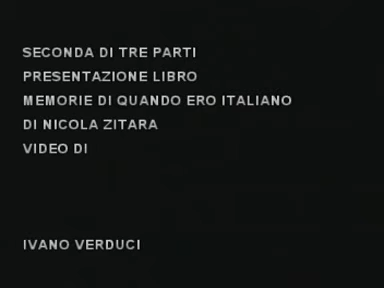 SECONDA DI TRE PARTI
PRESENTAZIONE LIBRO
MEMORIE DI QUANDO ERO ITALIANO
DI NICOLA ZITARA
VIDEO DI
IVANO VERDUCI